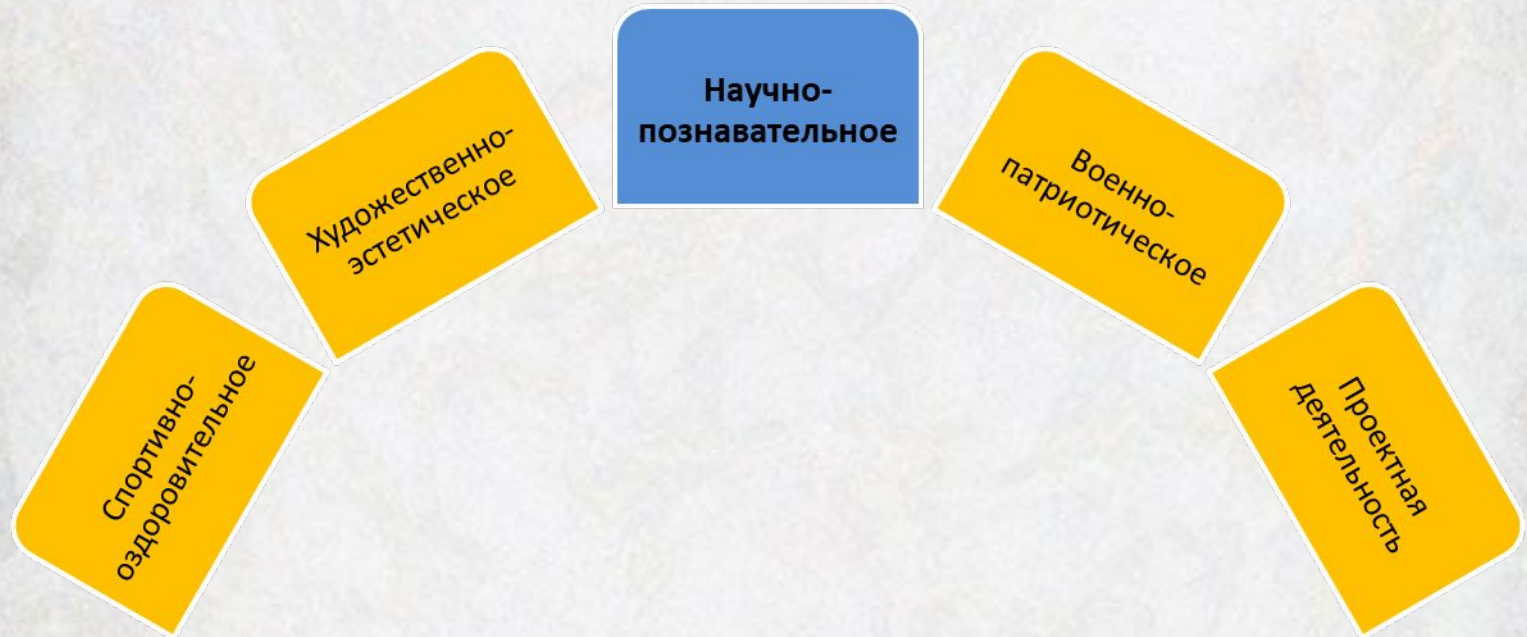 Спортивно-
оздоровительное
Художественно-
эстетическое
Научно-
познавательное
Военно-
патриотическое
Проектная
деятельность